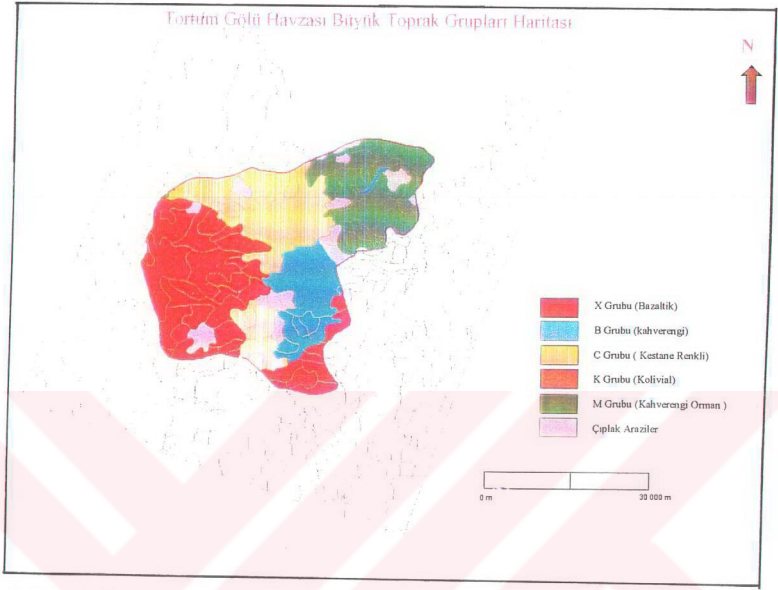 Tortum Gölü Havzası Büyük Toprak Grupları Haritası
N
X Grubu (Bazaltik)
B Grubu (kahverengi)
C Grubu ( Kestane Renkli)
K Grubu (Kolivial)
M Grubu (Kahverengi Orman )
Çıplak Araziler
0 m
30 000 m